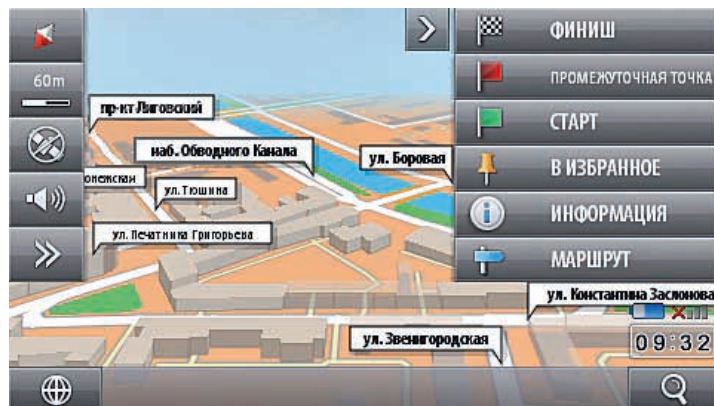 ФИНИШ
60m
ПРОМЕЖУТОЧНАЯ ТОЧКА
пр-кт Лиговский
СТАРТ
наб. Обводного Канала
ул. Боровая
В ИЗБРАННОЕ
онежская
ул. Тюшина
ИНФОРМАЦИЯ
ул. Печатника Григорьева
МАРШРУТ
ул. Константина Заслонова
ул. Звенигородская
09:32